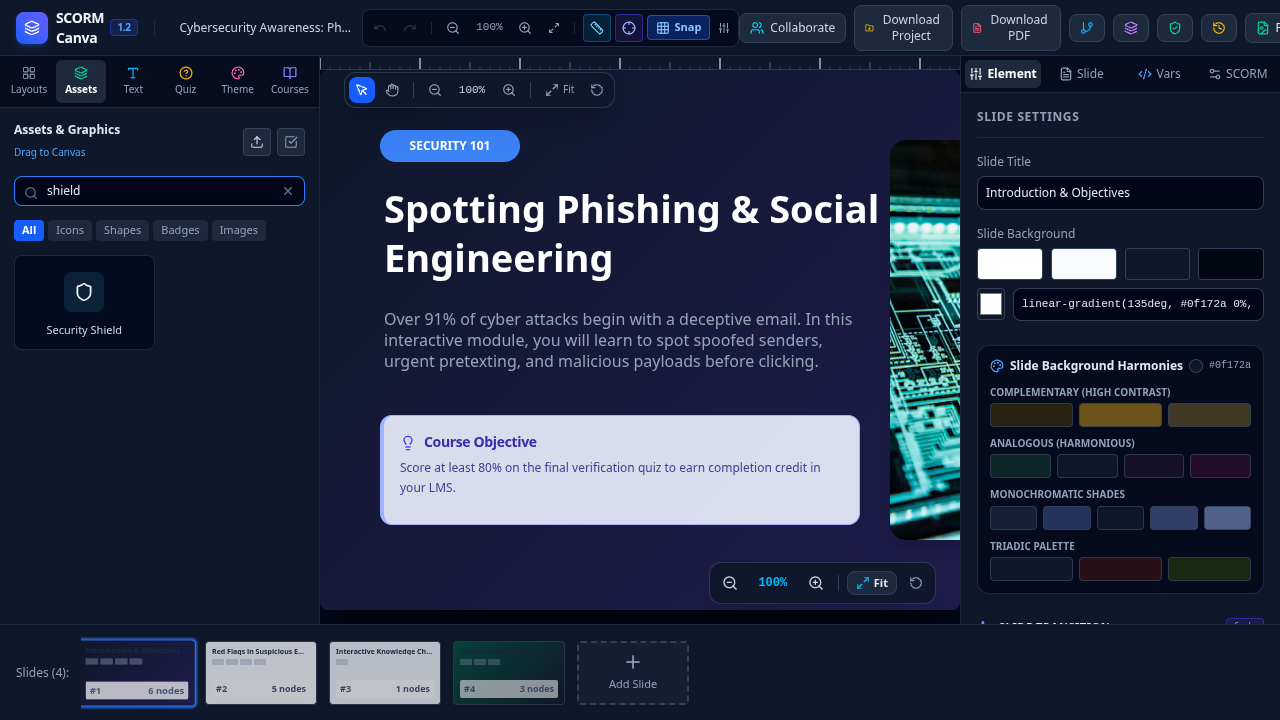 SCORM
Canva
1.2
Cybersecurity Awareness: Ph...
100%
Snap
Collaborate
Download
Project
Download
PDF
Layouts
Assets
Text
Quiz
Theme
Courses
Assets & Graphics
Drag to Canvas
shield
All
Icons
Shapes
Badges
Images
Security Shield
100%
Fit
SECURITY 101
Spotting Phishing & Social
Engineering
Over 91% of cyber attacks begin with a deceptive email. In this
interactive module, you will learn to spot spoofed senders,
urgent pretexting, and malicious payloads before clicking.
Course Objective
Score at least 80% on the final verification quiz to earn completion credit in
your LMS.
100%
Fit
Element
Slide
Vars
SCORM
SLIDE SETTINGS
Slide Title
Introduction & Objectives
Slide Background
linear-gradient(135deg, #0f172a 0%,
Slide Background Harmonies
#0f172a
COMPLEMENTARY (HIGH CONTRAST)
ANALOGOUS (HARMONIOUS)
MONOCHROMATIC SHADES
TRIADIC PALETTE
Slides (4):
Introduction & Objectives
#1
6 nodes
Red Flags in Suspicious E...
#2
5 nodes
Interactive Knowledge Ch...
#3
1 nodes
#4
3 nodes
Add Slide